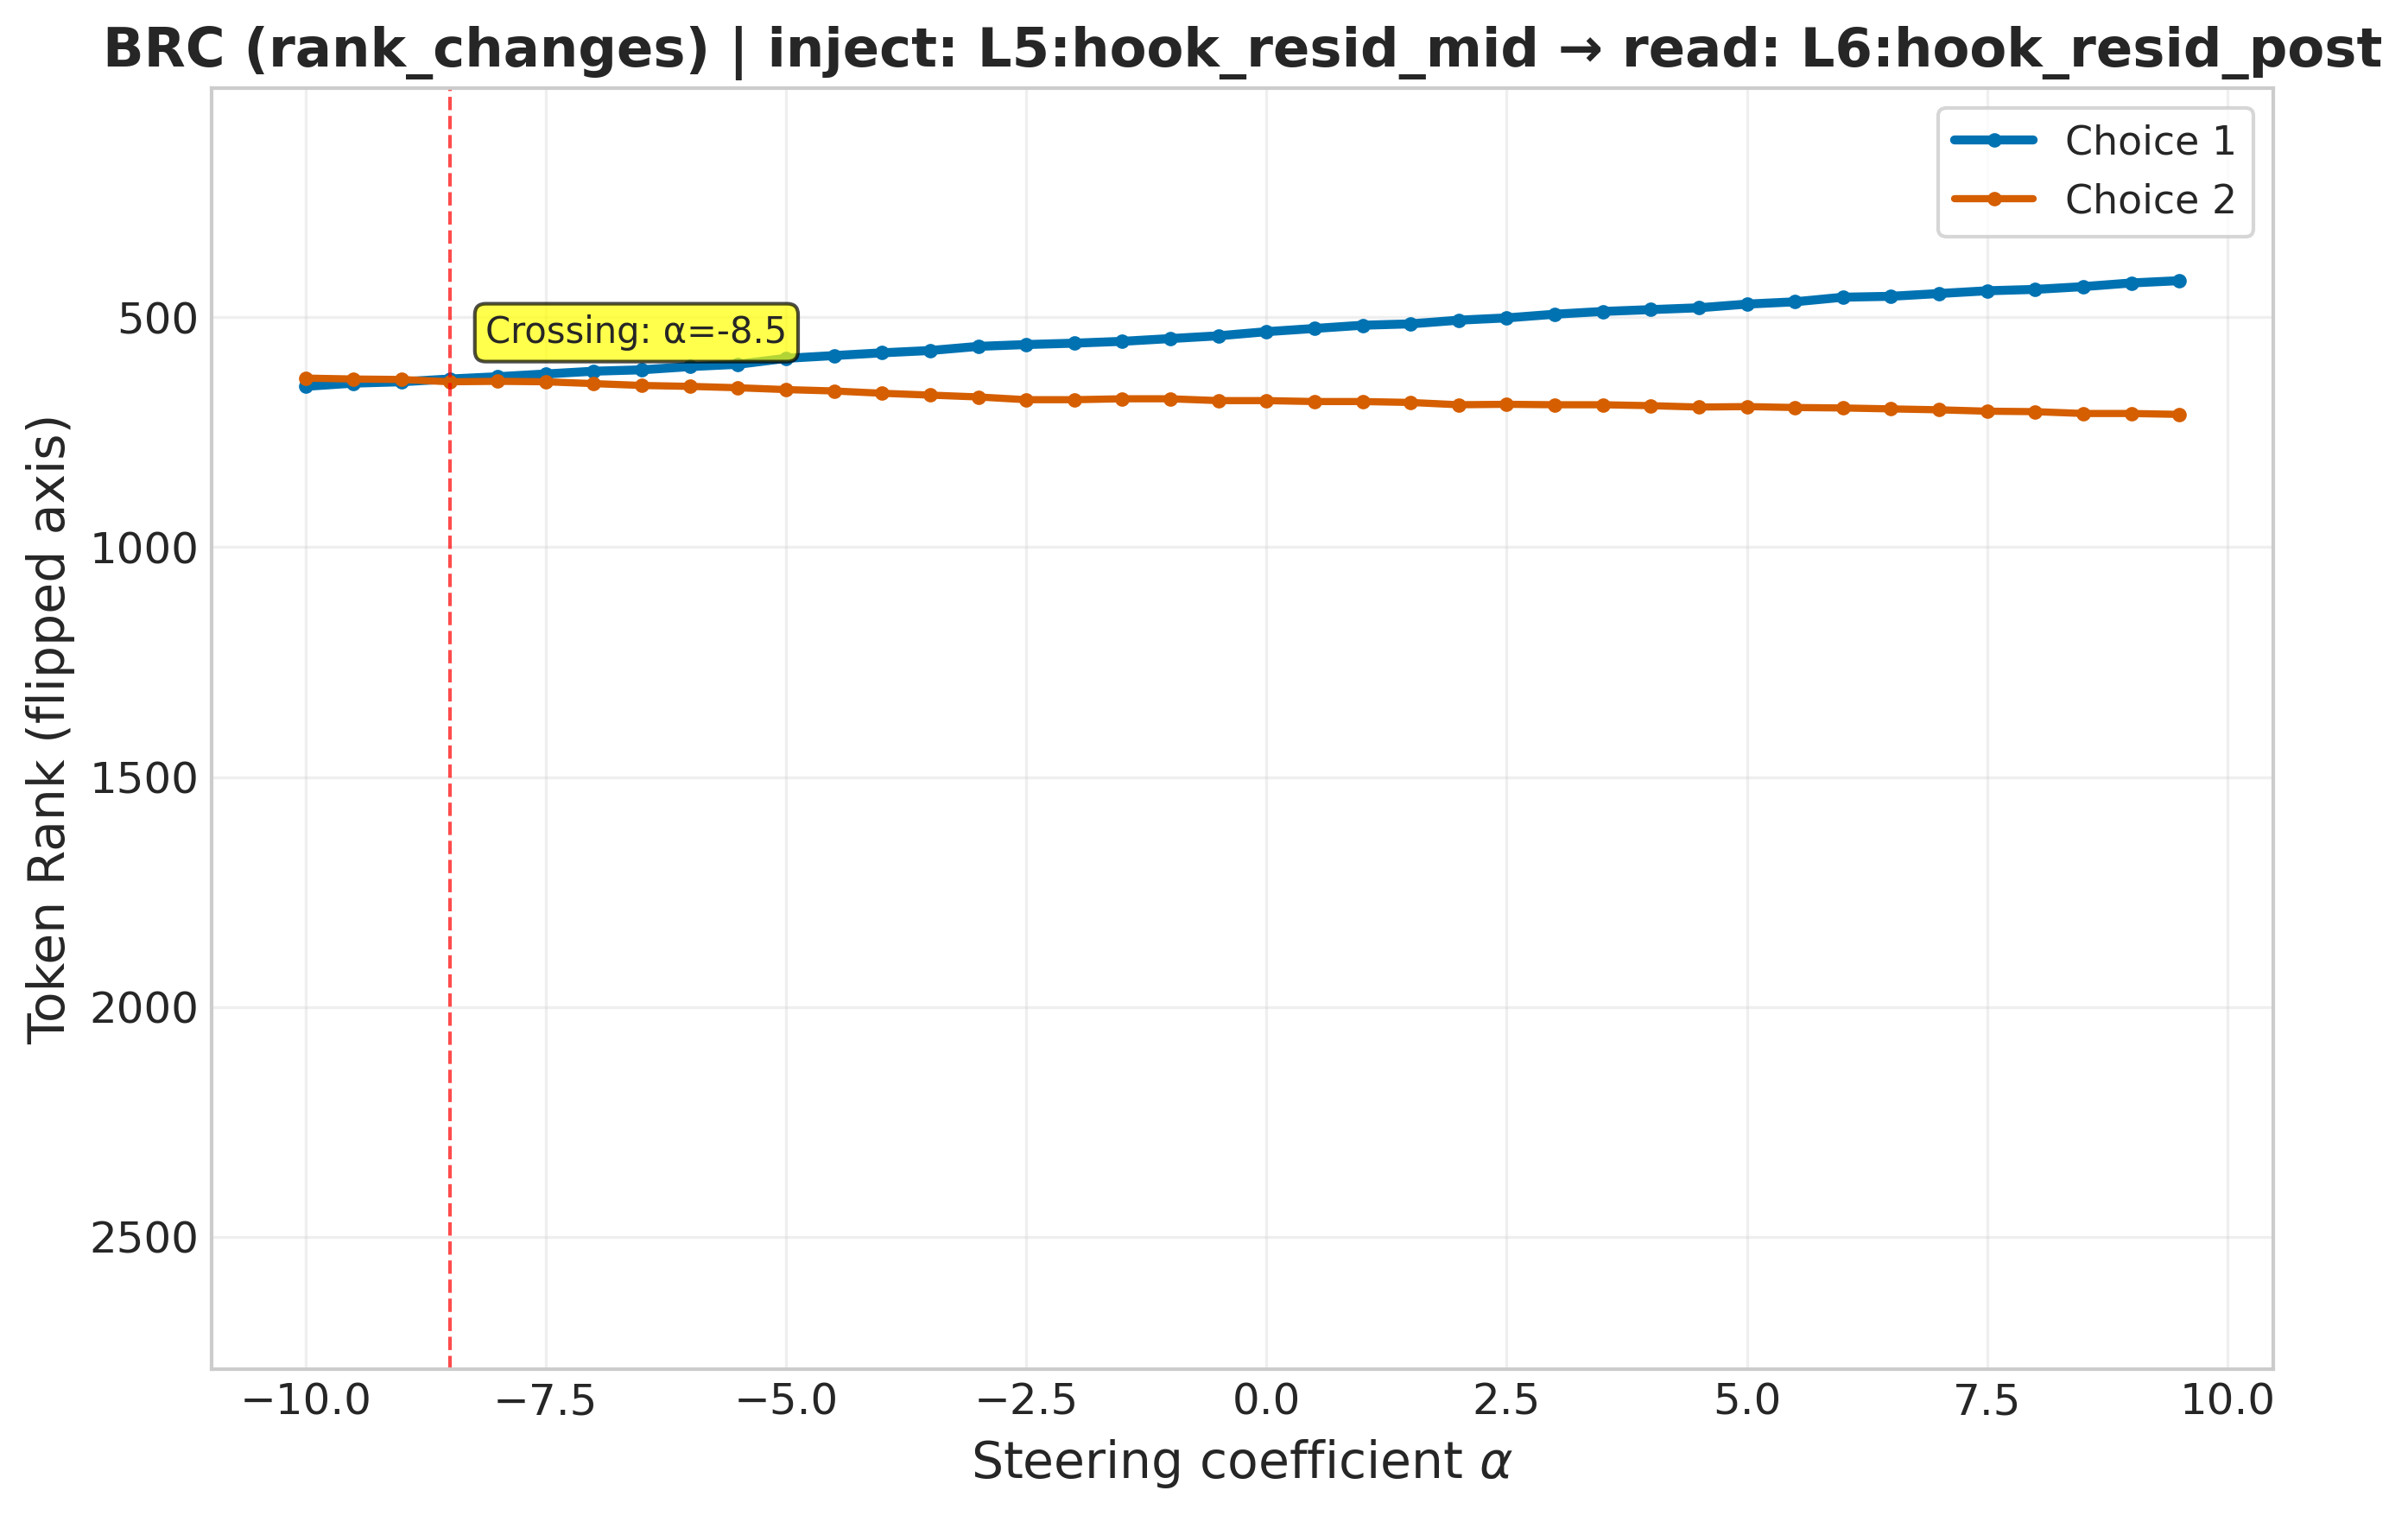 BRC (rank_changes) | inject: L5:hook_resid_mid → read: L6:hook_resid_post
Choice 1
Choice 2
Crossing: α=-8.5
Token Rank (flipped axis)
500
1000
1500
2000
2500
−10.0
−7.5
−5.0
−2.5
0.0
2.5
5.0
7.5
10.0
Steering coefficient α